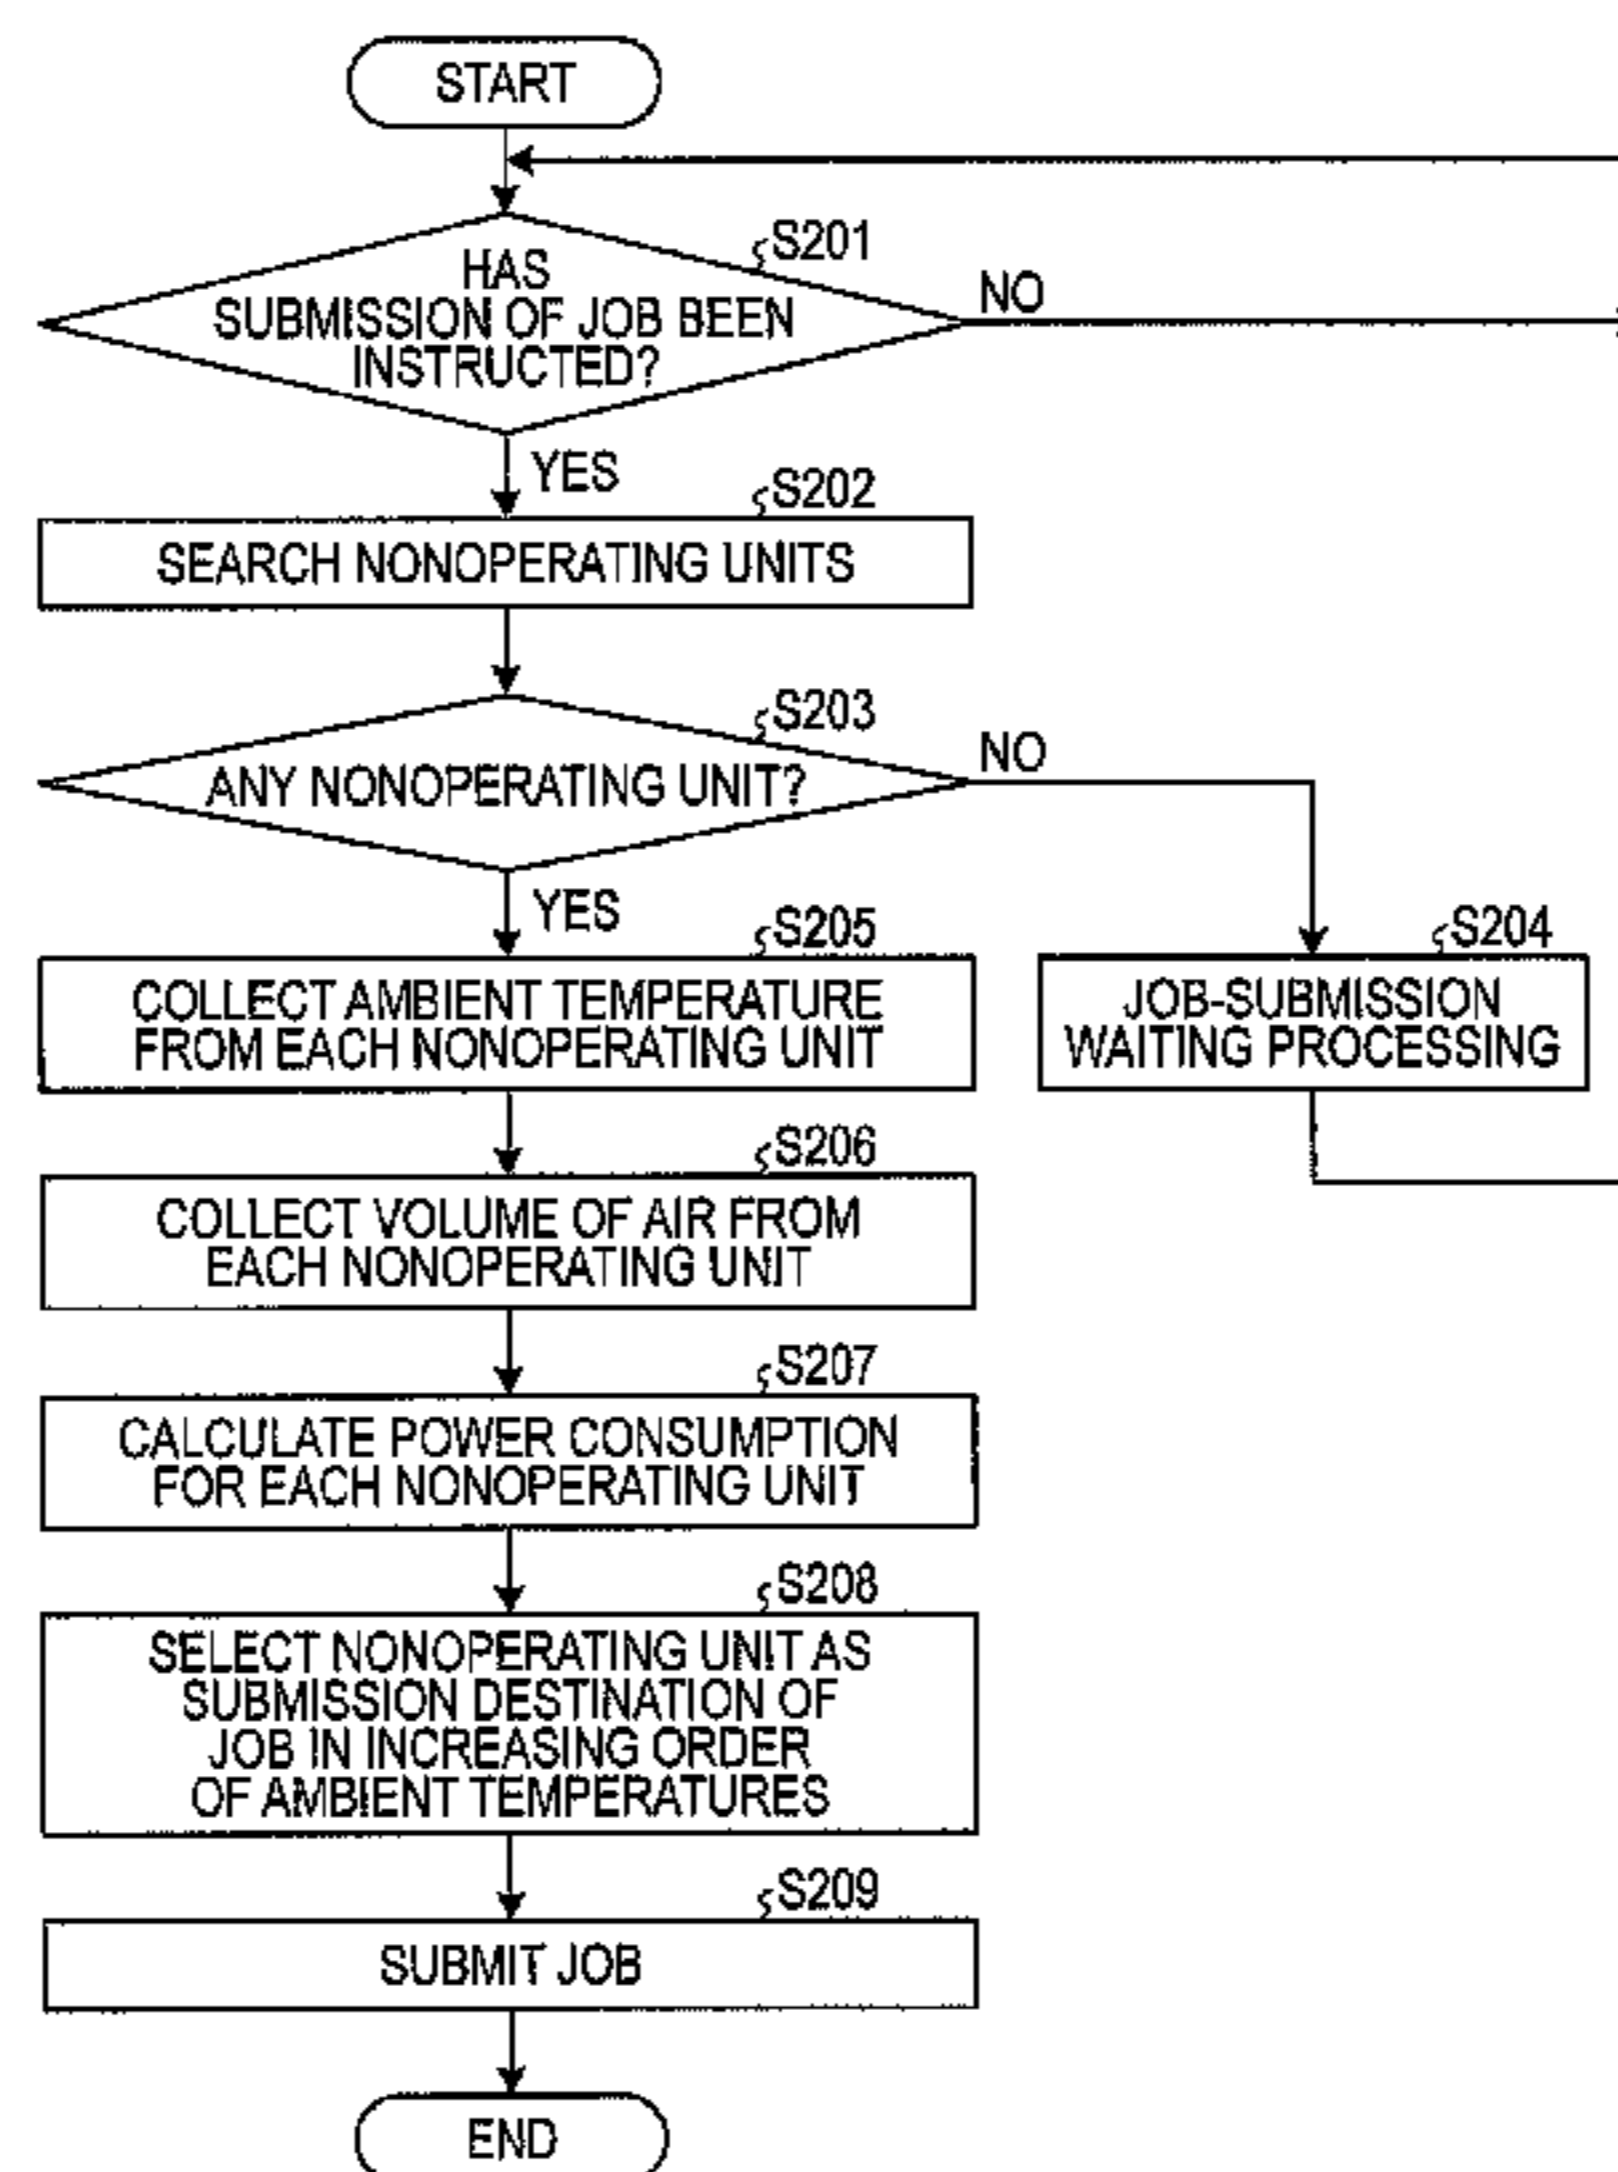 START
S201
HAS
SUBMISSION OF JOB BEEN
INSTRUCTED?
NO
YES
S202
SEARCH NONOPERATING UNITS
S203
ANY NONOPERATING UNIT?
NO
YES
S205
COLLECT AMBIENT TEMPERATURE
FROM EACH NONOPERATING UNIT
S204
JOB-SUBMISSION
WAITING PROCESSING
S206
COLLECT VOLUME OF AIR FROM
EACH NONOPERATING UNIT
S207
CALCULATE POWER CONSUMPTION
FOR EACH NONOPERATING UNIT
S208
SELECT NONOPERATING UNIT AS
SUBMISSION DESTINATION OF
JOB IN INCREASING ORDER
OF AMBIENT TEMPERATURES
S209
SUBMIT JOB
END